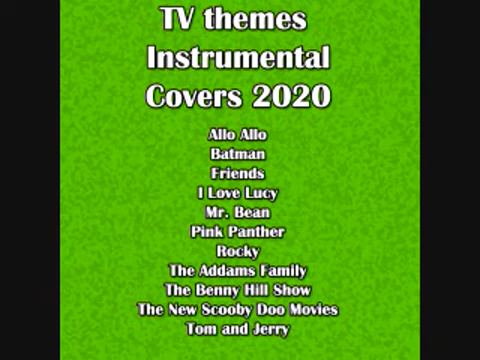 TV themes
Instrumental
Covers 2020
Allo Allo
Batman
Friends
I Love Lucy
Mr. Bean
Pink Panther
Rocky
The Addams Family
The Benny Hill Show
The New Scooby Doo Movies
Tom and Jerry